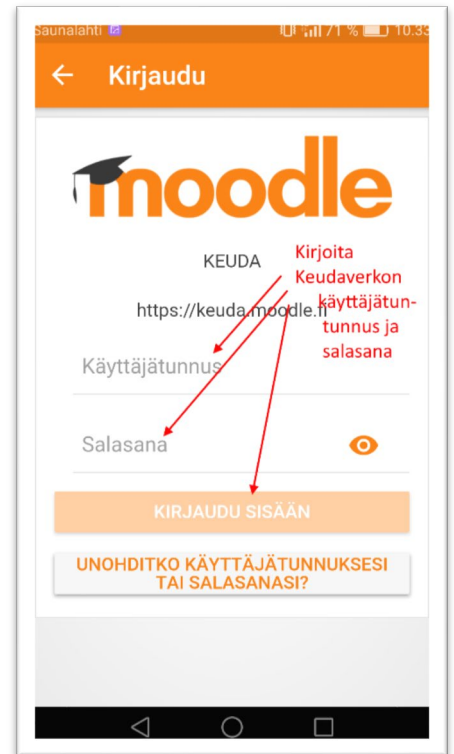 Saunalahti 71 % 10.33
Kirjaudu
moodle
KEUDA
https://keuda.moodle.fi
Kirjoita
Keudaverkon
käyttäjätun-
tunnus ja
salasana
Käyttäjätunnus
Salasana
KIRJAUDU SISÄÄN
UNOHDITKO KÄYTTÄJÄTUNNUKSESI
TAI SALASANASI?